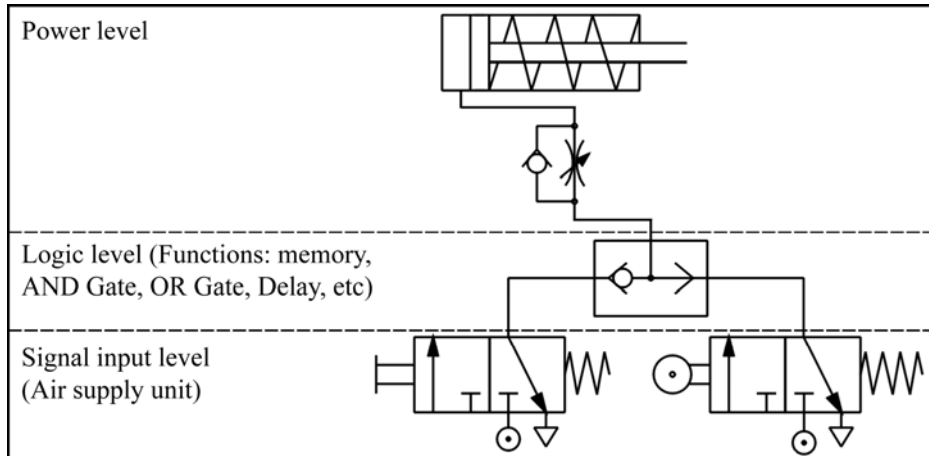 Power level
Logic level (Functions: memory,
AND Gate, OR Gate, Delay, etc)
Signal input level
(Air supply unit)